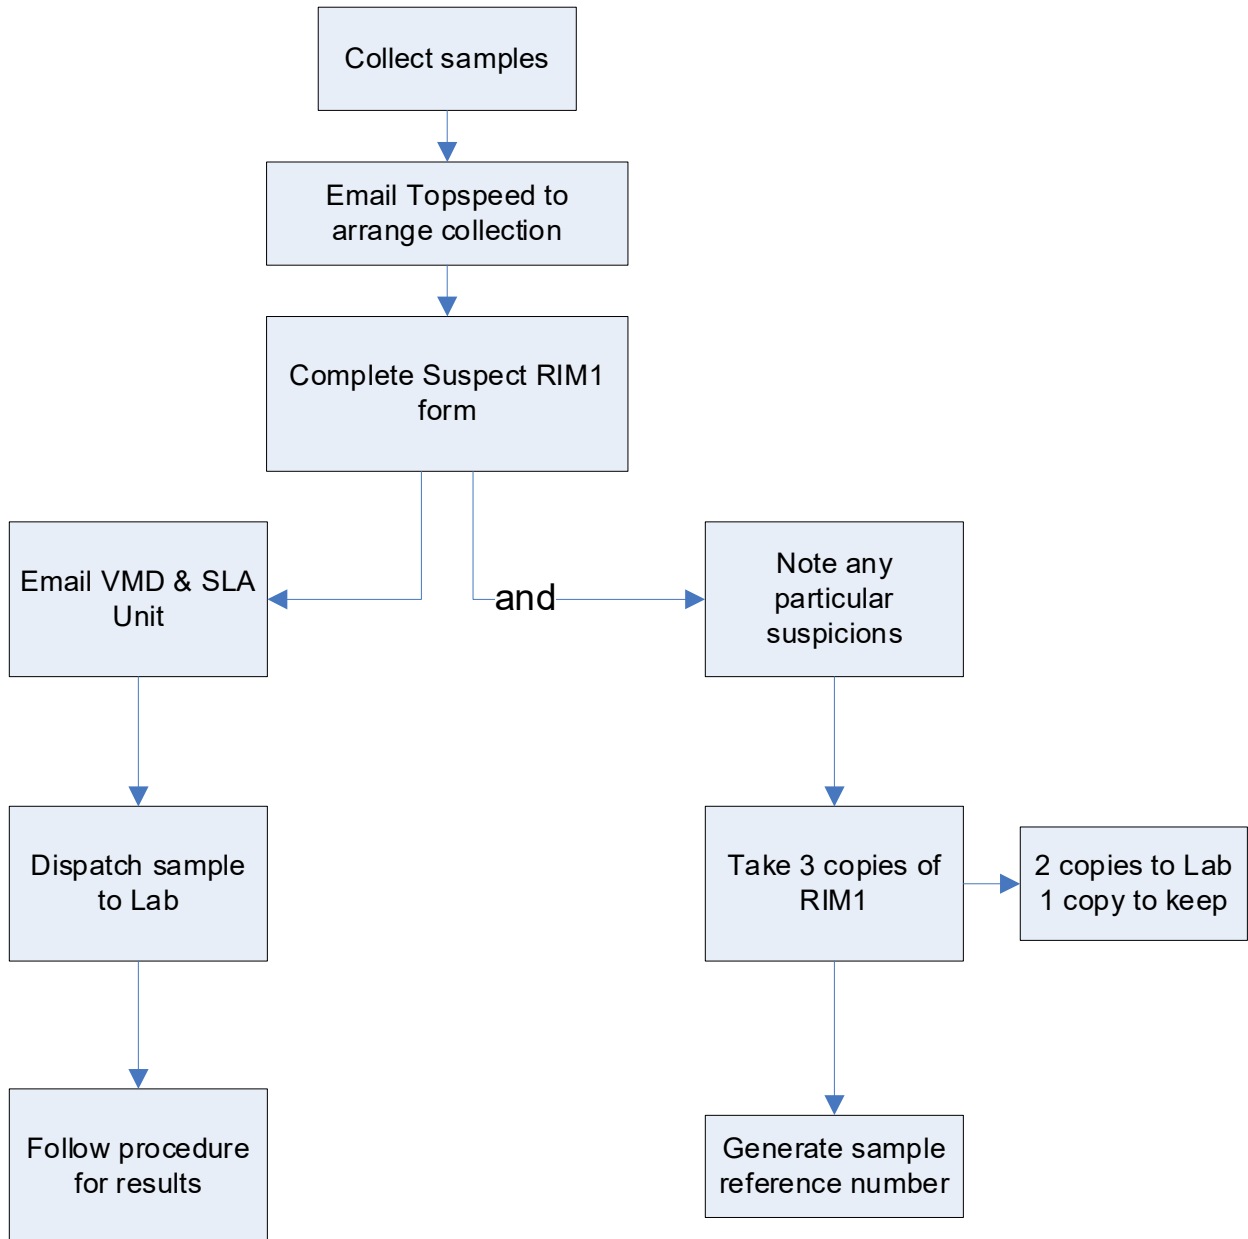 Collect samples
Email Topspeed to
arrange collection
Complete Suspect RIM1
form
Email VMD & SLA
Unit
and
Note any
particular
suspicions
Dispatch sample
to Lab
Take 3 copies of
RIM1
2 copies to Lab
1 copy to keep
Follow procedure
for results
Generate sample
reference number